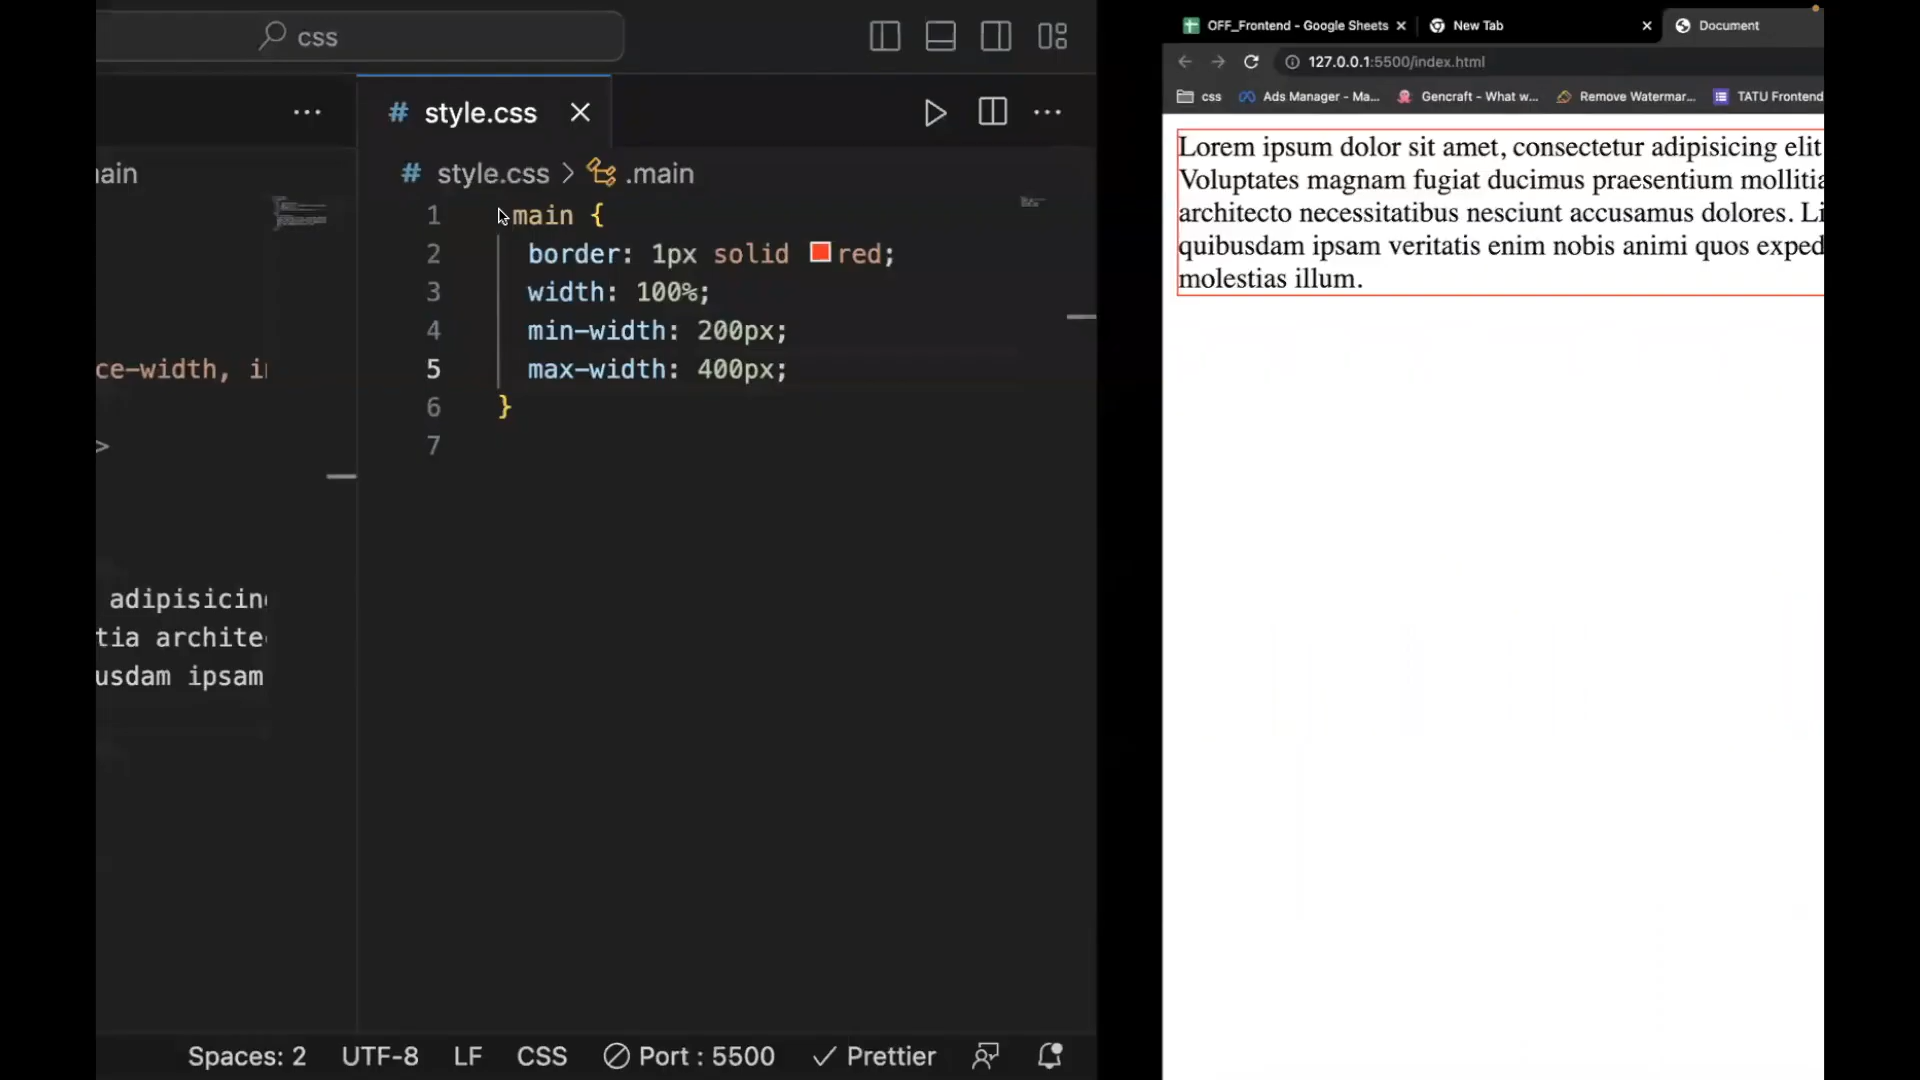 css
style.css
ain
style.css > .main
1 main {
2 border: 1px solid red;
3 width: 100%;
4 min-width: 200px;
5 max-width: 400px;
6 }
7
ce-width, i
>
adipisicin
tia archite
usdam ipsam
Spaces: 2 UTF-8 LF CSS Port : 5500 Prettier
OFF_Frontend - Google Sheets New Tab Document
127.0.0.1:5500/index.html
css Ads Manager - Ma... Gencraft - What w... Remove Watermar... TATU Frontend
Lorem ipsum dolor sit amet, consectetur adipisicing elit
Voluptates magnam fugiat ducimus praesentium mollitia
architecto necessitatibus nesciunt accusamus dolores. Li
quibusdam ipsam veritatis enim nobis animi quos exped
molestias illum.